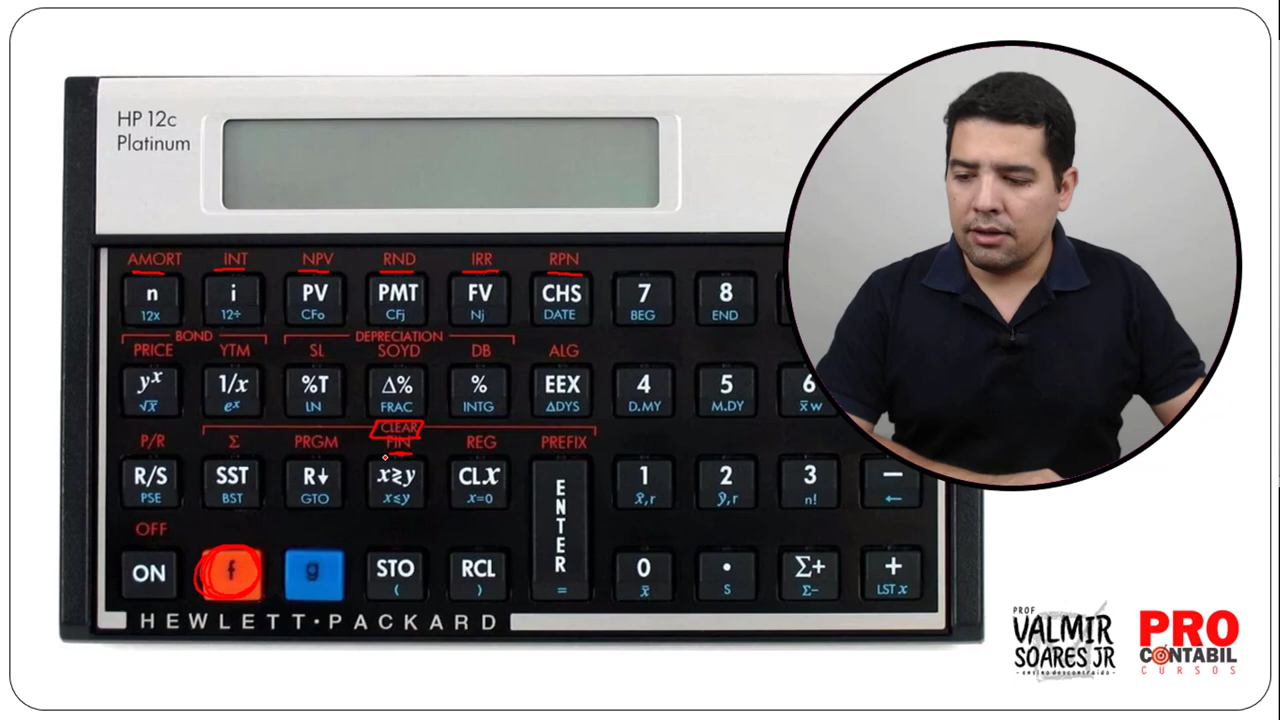 HP 12c
Platinum
AMORT INT NPV RND IRR RPN
n i PV PMT FV CHS 7 8
12x 12÷ CFo CFj Nj DATE BEG END
BOND DEPRECIATION
PRICE YTM SL SOYD DB ALG
yˣ 1/x %T Δ% % EEX 4 5 6
√x eˣ LN FRAC INTG ΔDYS D.MY M.DY x̄w
CLEAR
P/R Σ PRGM FIN REG PREFIX
R/S SST R↓ x≷y CLX ENTER 1 2 3 −
PSE BST GTO x≤y x=0 x̂,r ŷ,r n! ←
OFF
ON f g STO RCL 0 • Σ+ +
( ) = x̄ S Σ− LST x
HEWLETT·PACKARD
PROF
VALMIR
SOARES JR
-ensino descontraído-
PRO
CONTABIL
CURSOS